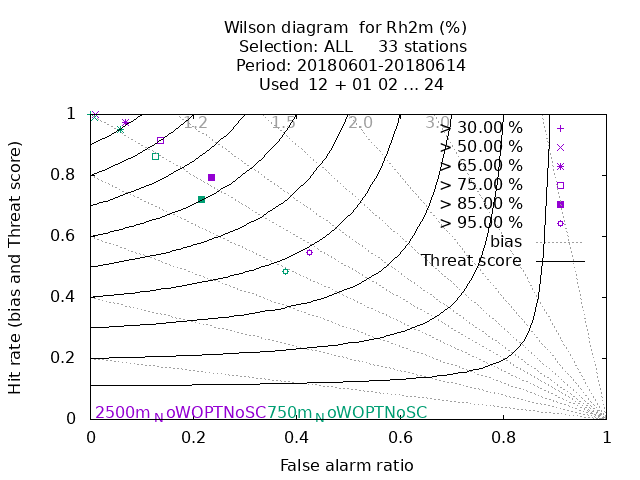 Wilson diagram  for Rh2m (%)
Selection: ALL     33 stations
Period: 20180601-20180614
Used  12 + 01 02 ... 24
Hit rate (bias and Threat score)
1
0.8
0.6
0.4
0.2
0
1.2 1.5 2.0 3.0
> 30.00 %
> 50.00 %
> 65.00 %
> 75.00 %
> 85.00 %
> 95.00 %
bias
Threat score
2500mNoWOPTNoSC750mNoWOPTNoSC
0 0.2 0.4 0.6 0.8 1
False alarm ratio